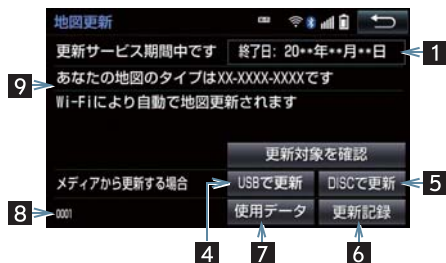 地図更新
更新サービス期間中です 終了日: 20**年**月**日 1
9 あなたの地図のタイプはXX-XXXX-XXXXです
Wi-Fiにより自動で地図更新されます
更新対象を確認
メディアから更新する場合 USBで更新 DISCで更新 5
8 0001 使用データ 更新記録
4 7 6